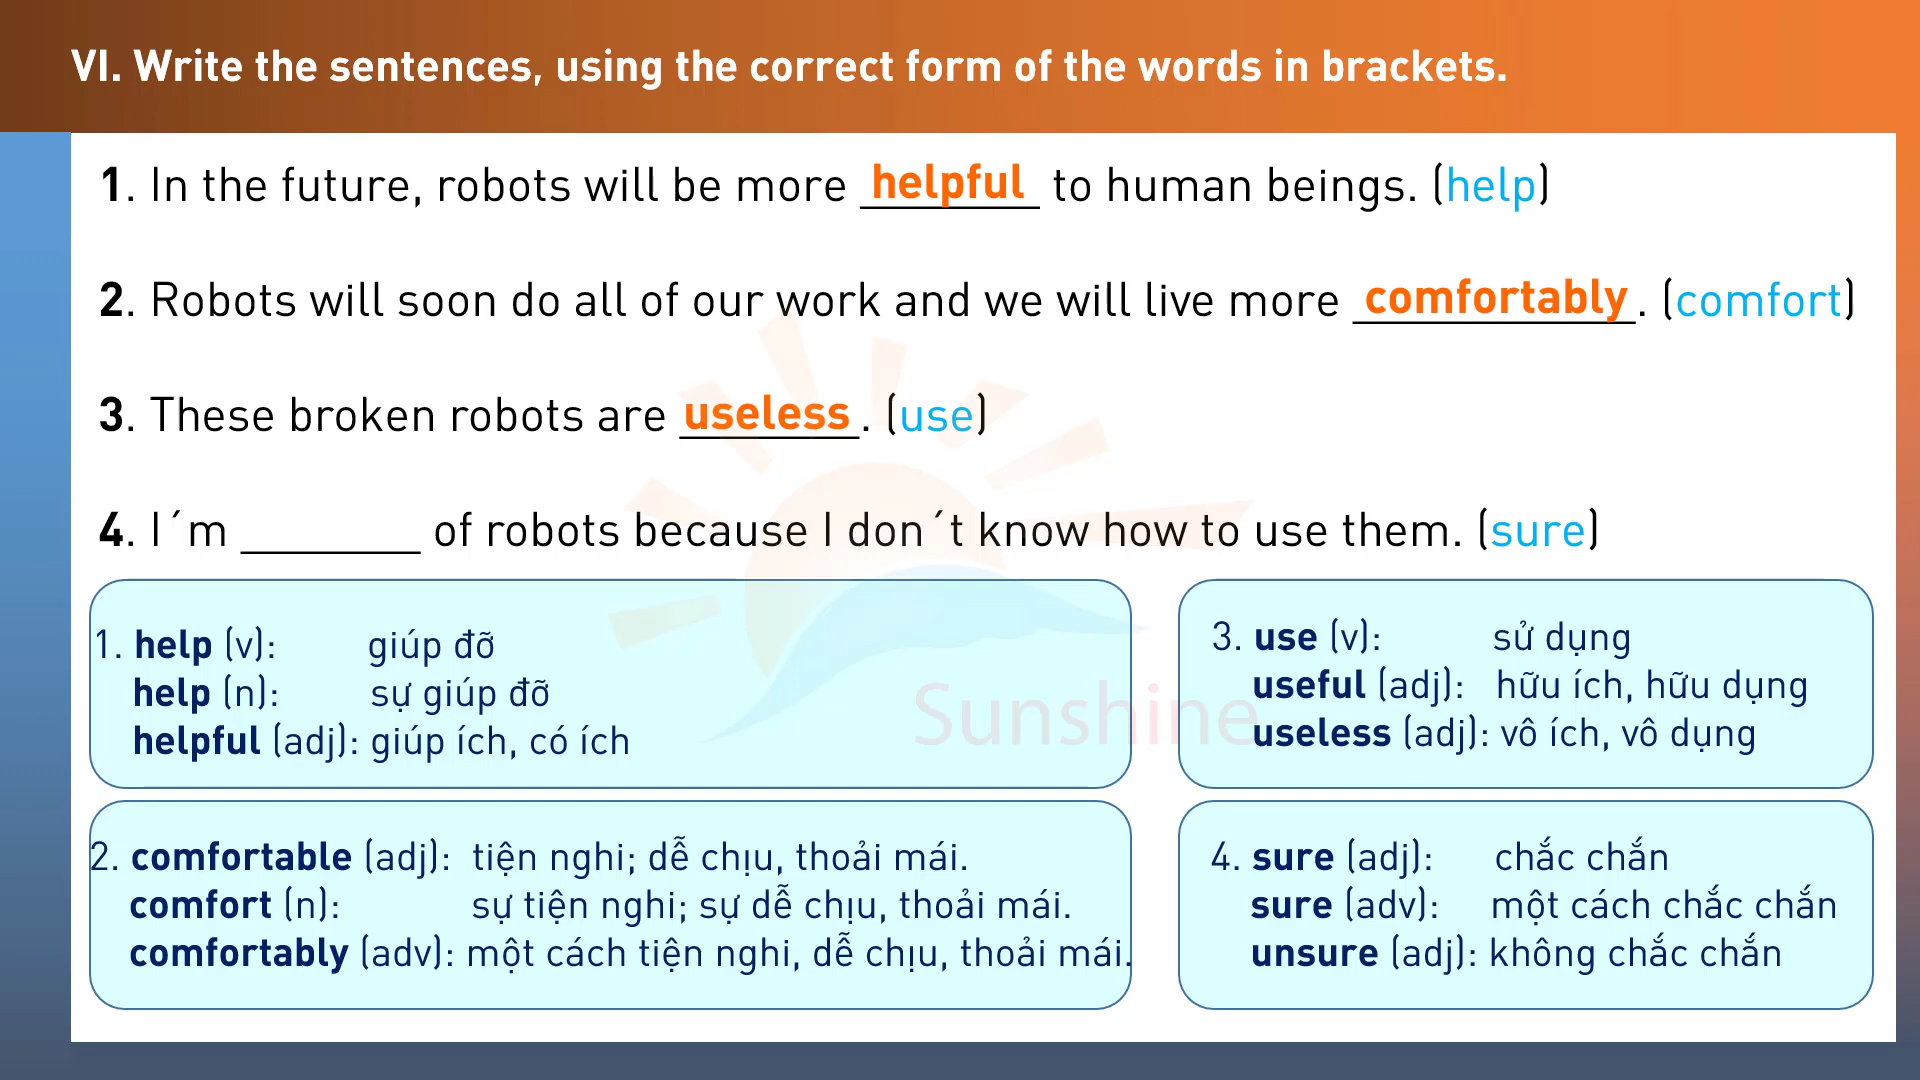 VI. Write the sentences, using the correct form of the words in brackets.
1. In the future, robots will be more helpful to human beings. (help)
2. Robots will soon do all of our work and we will live more comfortably. (comfort)
3. These broken robots are useless. (use)
4. I´m _______ of robots because I don´t know how to use them. (sure)
1. help (v): giúp đỡ
help (n): sự giúp đỡ
helpful (adj): giúp ích, có ích
3. use (v): sử dụng
useful (adj): hữu ích, hữu dụng
useless (adj): vô ích, vô dụng
Sunshine
2. comfortable (adj): tiện nghi; dễ chịu, thoải mái.
comfort (n): sự tiện nghi; sự dễ chịu, thoải mái.
comfortably (adv): một cách tiện nghi, dễ chịu, thoải mái.
4. sure (adj): chắc chắn
sure (adv): một cách chắc chắn
unsure (adj): không chắc chắn